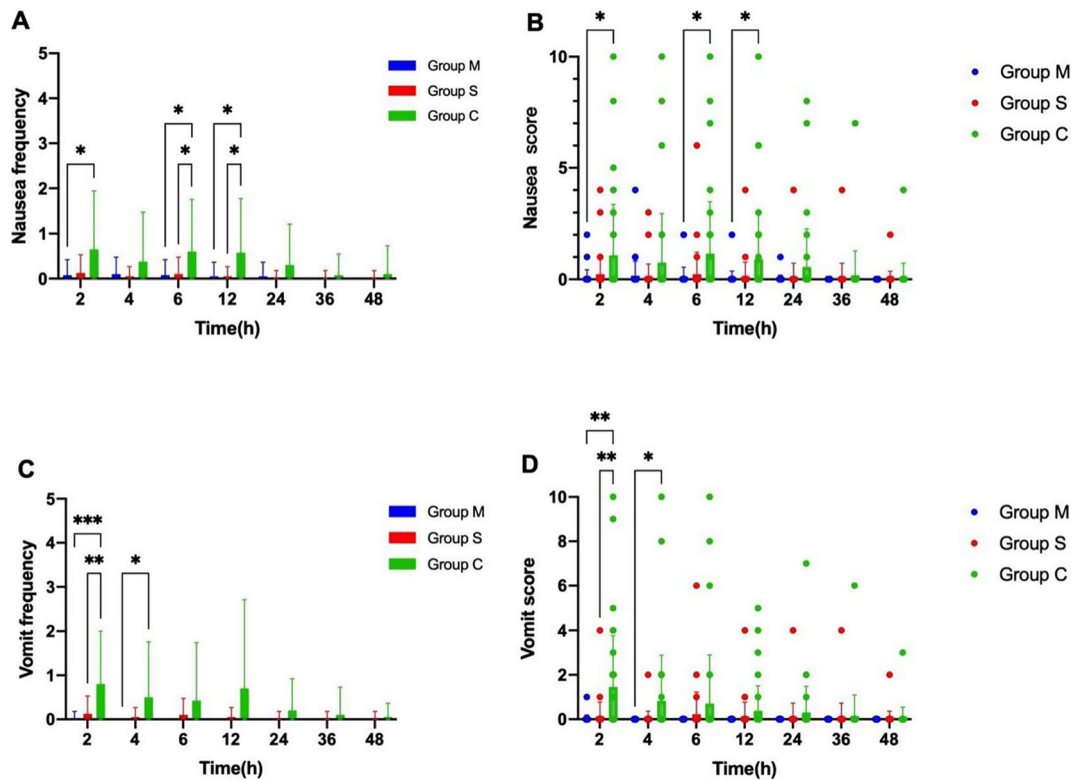 A
Nausea frequency
5
4
3
2
1
0
* * * * *
2 4 6 12 24 36 48
Time(h)
Group M
Group S
Group C
B
Nausea score
10
5
0
* * *
2 4 6 12 24 36 48
Time(h)
Group M
Group S
Group C
C
Vomit frequency
5
4
3
2
1
0
***
** *
2 4 6 12 24 36 48
Time(h)
Group M
Group S
Group C
D
Vomit score
10
8
6
4
2
0
**
** *
2 4 6 12 24 36 48
Time(h)
Group M
Group S
Group C